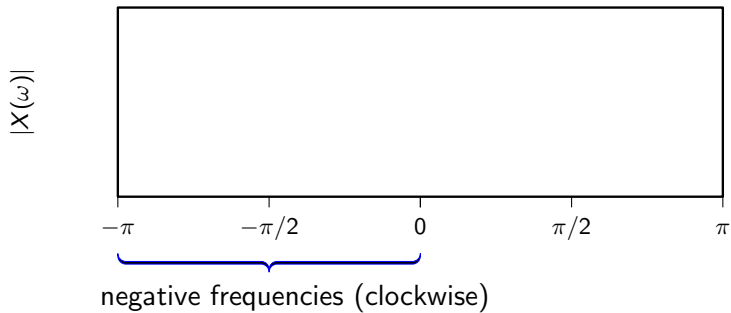 |X(ω)|
−π −π/2 0 π/2 π
negative frequencies (clockwise)